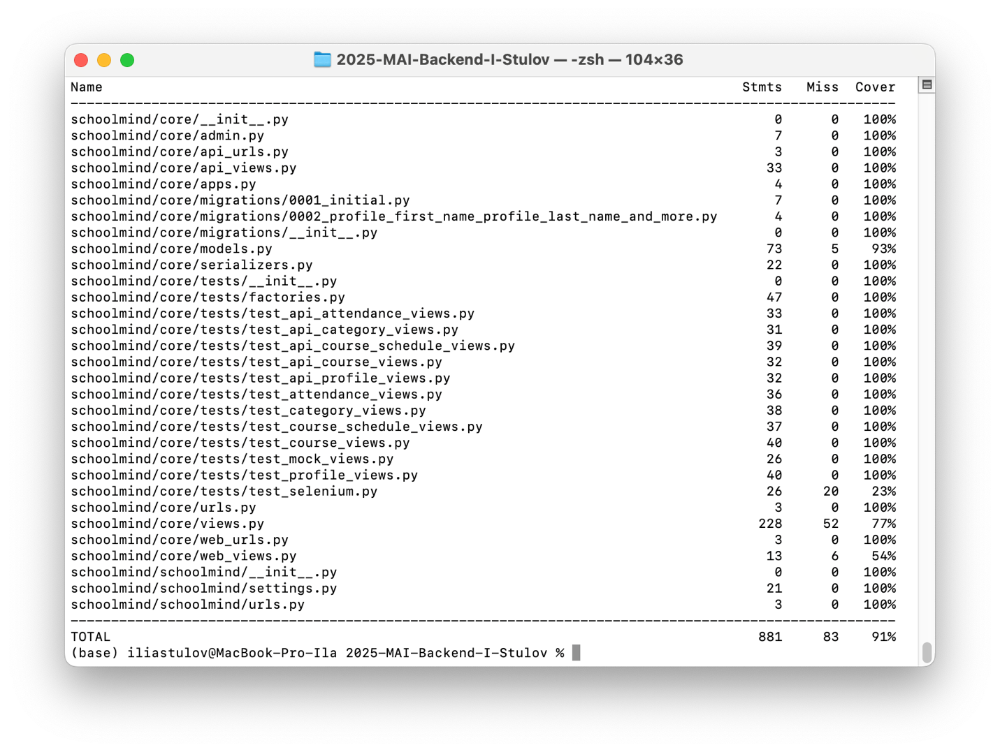 2025-MAI-Backend-I-Stulov — -zsh — 104×36
Name Stmts Miss Cover
schoolmind/core/__init__.py 0 0 100%
schoolmind/core/admin.py 7 0 100%
schoolmind/core/api_urls.py 3 0 100%
schoolmind/core/api_views.py 33 0 100%
schoolmind/core/apps.py 4 0 100%
schoolmind/core/migrations/0001_initial.py 7 0 100%
schoolmind/core/migrations/0002_profile_first_name_profile_last_name_and_more.py 4 0 100%
schoolmind/core/migrations/__init__.py 0 0 100%
schoolmind/core/models.py 73 5 93%
schoolmind/core/serializers.py 22 0 100%
schoolmind/core/tests/__init__.py 0 0 100%
schoolmind/core/tests/factories.py 47 0 100%
schoolmind/core/tests/test_api_attendance_views.py 33 0 100%
schoolmind/core/tests/test_api_category_views.py 31 0 100%
schoolmind/core/tests/test_api_course_schedule_views.py 39 0 100%
schoolmind/core/tests/test_api_course_views.py 32 0 100%
schoolmind/core/tests/test_api_profile_views.py 32 0 100%
schoolmind/core/tests/test_attendance_views.py 36 0 100%
schoolmind/core/tests/test_category_views.py 38 0 100%
schoolmind/core/tests/test_course_schedule_views.py 37 0 100%
schoolmind/core/tests/test_course_views.py 40 0 100%
schoolmind/core/tests/test_mock_views.py 26 0 100%
schoolmind/core/tests/test_profile_views.py 40 0 100%
schoolmind/core/tests/test_selenium.py 26 20 23%
schoolmind/core/urls.py 3 0 100%
schoolmind/core/views.py 228 52 77%
schoolmind/core/web_urls.py 3 0 100%
schoolmind/core/web_views.py 13 6 54%
schoolmind/schoolmind/__init__.py 0 0 100%
schoolmind/schoolmind/settings.py 21 0 100%
schoolmind/schoolmind/urls.py 3 0 100%
TOTAL 881 83 91%
(base) iliastulov@MacBook-Pro-Ila 2025-MAI-Backend-I-Stulov %